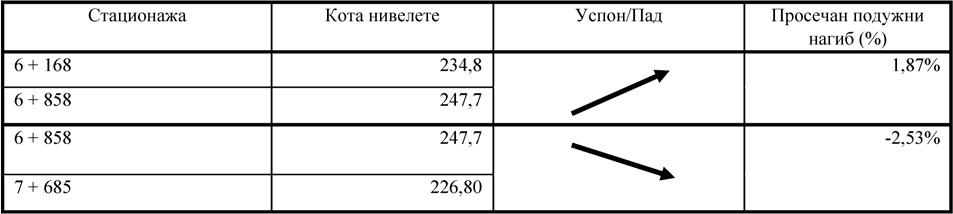 Стационажа Кота нивелете Успон/Пад Просечан подужни
нагиб (%)
6 + 168 234,8 1,87%
6 + 858 247,7
6 + 858 247,7 -2,53%
7 + 685 226,80